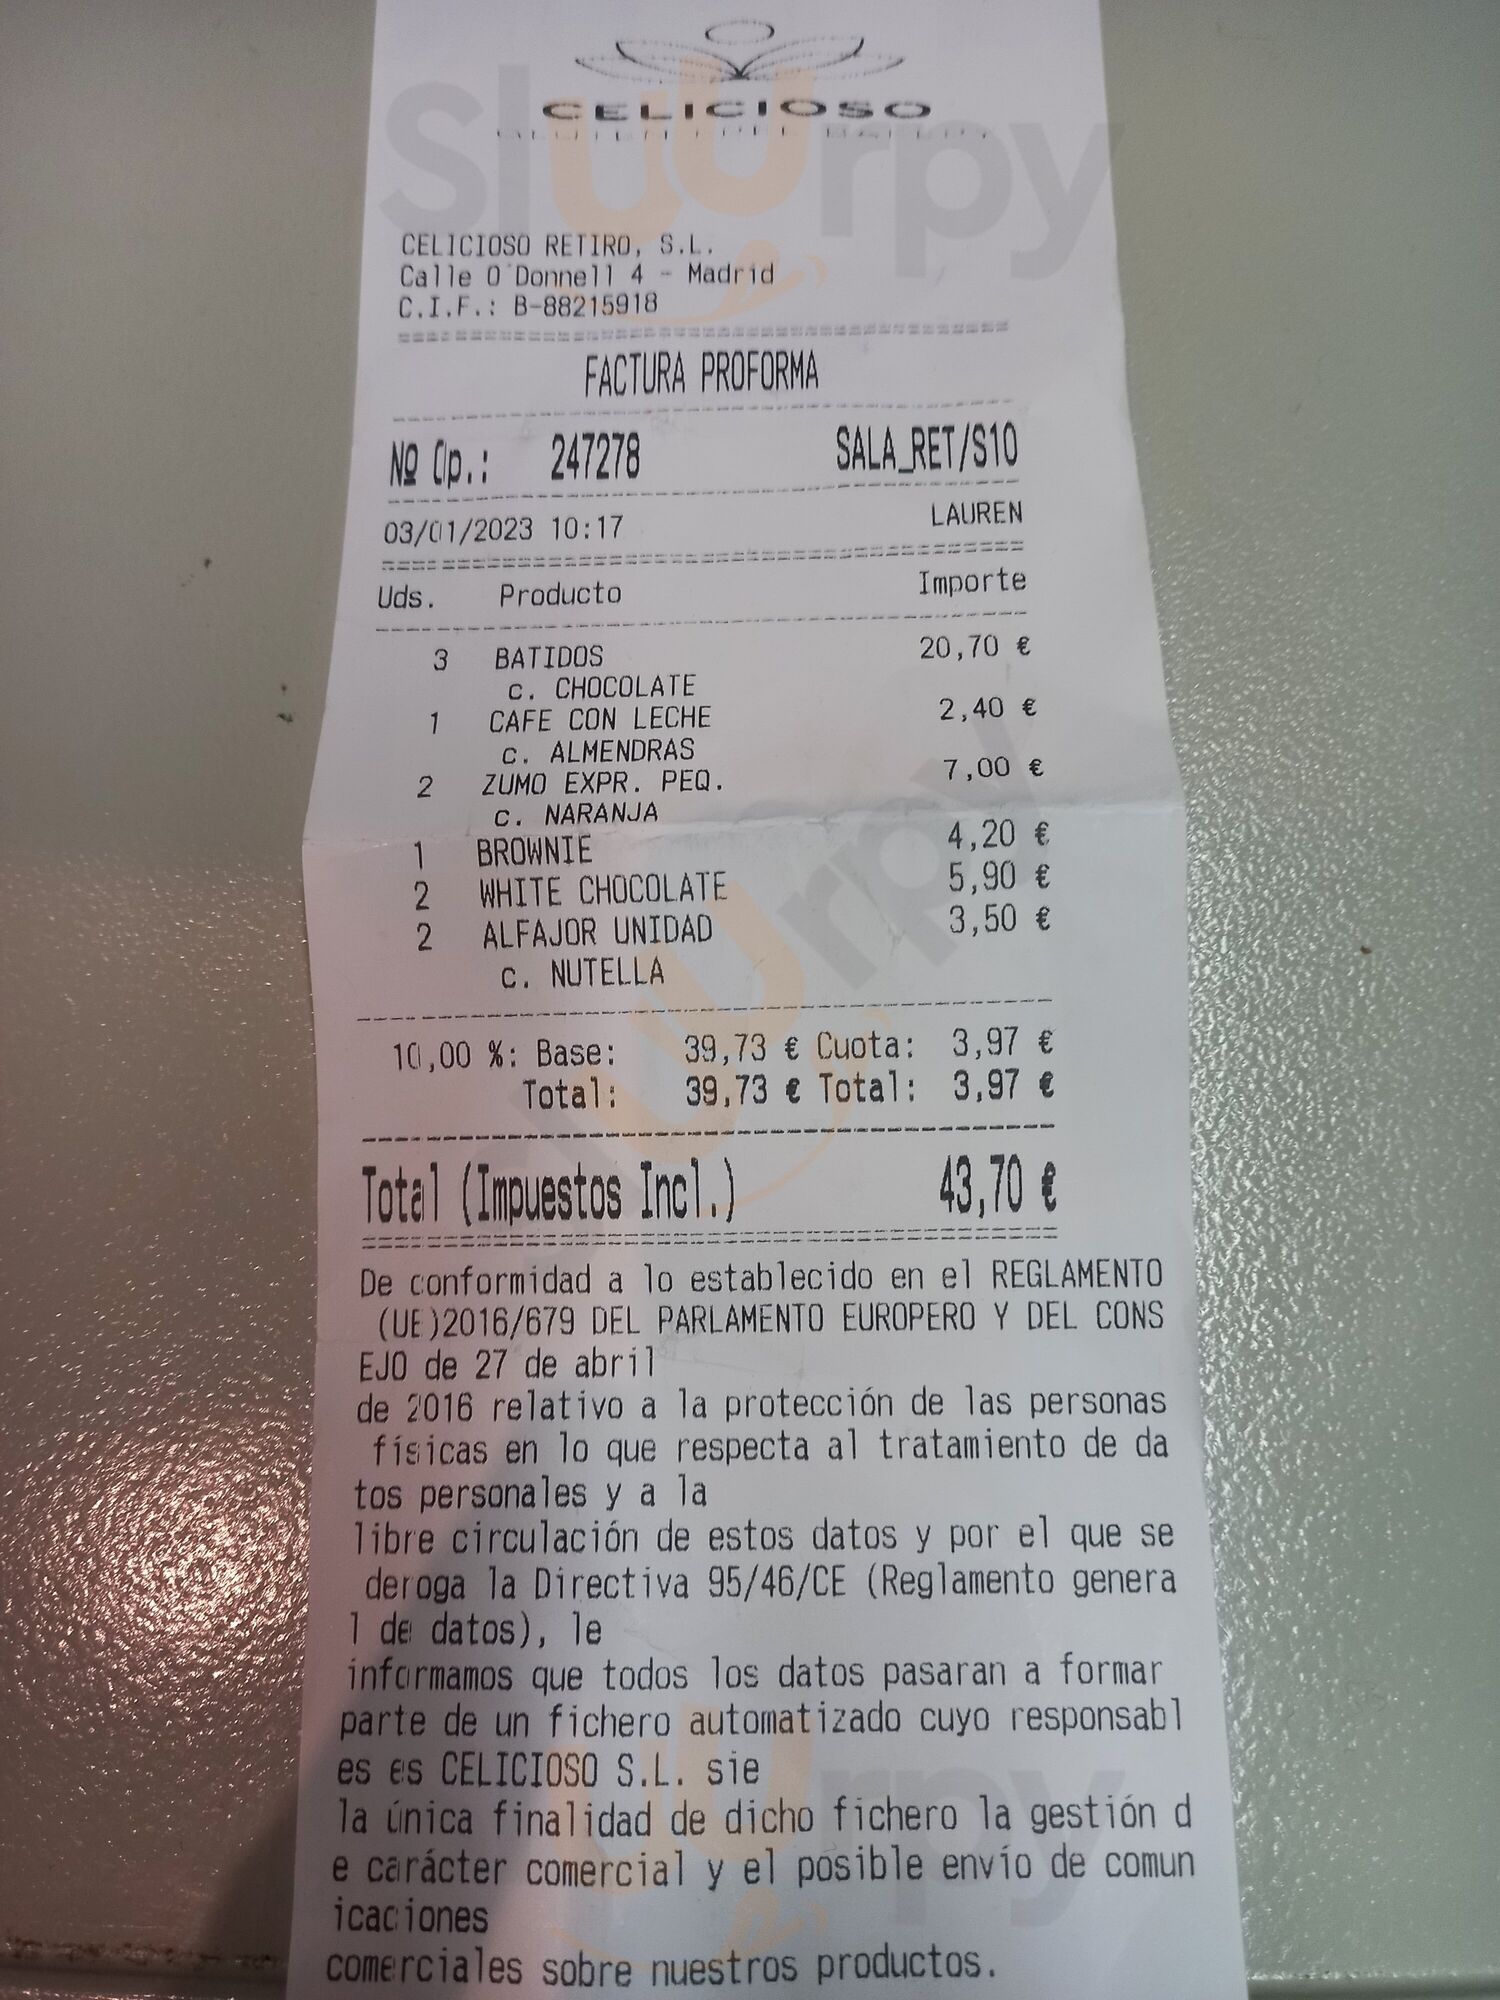 CELICIOSO
CELICIOSO RETIRO, S.L.
Calle O'Donnell 4 - Madrid
C.I.F.: B-88215918
FACTURA PROFORMA
Nº Op.: 247278 SALA_RET/S10
03/01/2023 10:17 LAUREN
Uds. Producto Importe
3 BATIDOS 20,70 €
c. CHOCOLATE
1 CAFE CON LECHE 2,40 €
c. ALMENDRAS
2 ZUMO EXPR. PEQ. 7,00 €
c. NARANJA
1 BROWNIE 4,20 €
2 WHITE CHOCOLATE 5,90 €
2 ALFAJOR UNIDAD 3,50 €
c. NUTELLA
10,00 %: Base: 39,73 € Cuota: 3,97 €
Total: 39,73 € Total: 3,97 €
Total (Impuestos Incl.) 43,70 €
De conformidad a lo establecido en el REGLAMENTO
(UE)2016/679 DEL PARLAMENTO EUROPERO Y DEL CONS
EJO de 27 de abril
de 2016 relativo a la protección de las personas
físicas en lo que respecta al tratamiento de da
tos personales y a la
libre circulación de estos datos y por el que se
deroga la Directiva 95/46/CE (Reglamento genera
l de datos), le
informamos que todos los datos pasaran a formar
parte de un fichero automatizado cuyo responsabl
es es CELICIOSO S.L. sie
la única finalidad de dicho fichero la gestión d
e carácter comercial y el posible envío de comun
icaciones
comerciales sobre nuestros productos.
Sluurpy